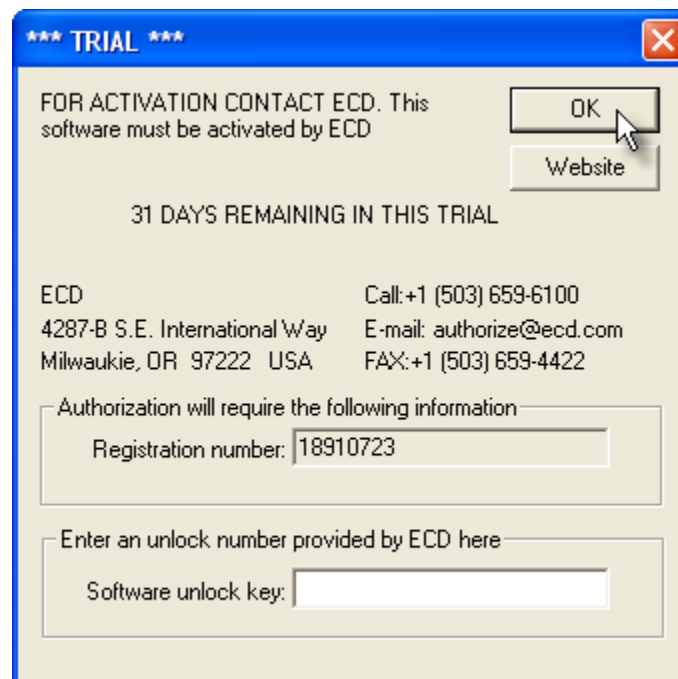 *** TRIAL ***
FOR ACTIVATION CONTACT ECD. This
software must be activated by ECD
OK
Website
31 DAYS REMAINING IN THIS TRIAL
ECD
4287-B S.E. International Way
Milwaukie, OR 97222 USA
Call:+1 (503) 659-6100
E-mail: authorize@ecd.com
FAX:+1 (503) 659-4422
Authorization will require the following information
Registration number: 18910723
Enter an unlock number provided by ECD here
Software unlock key: